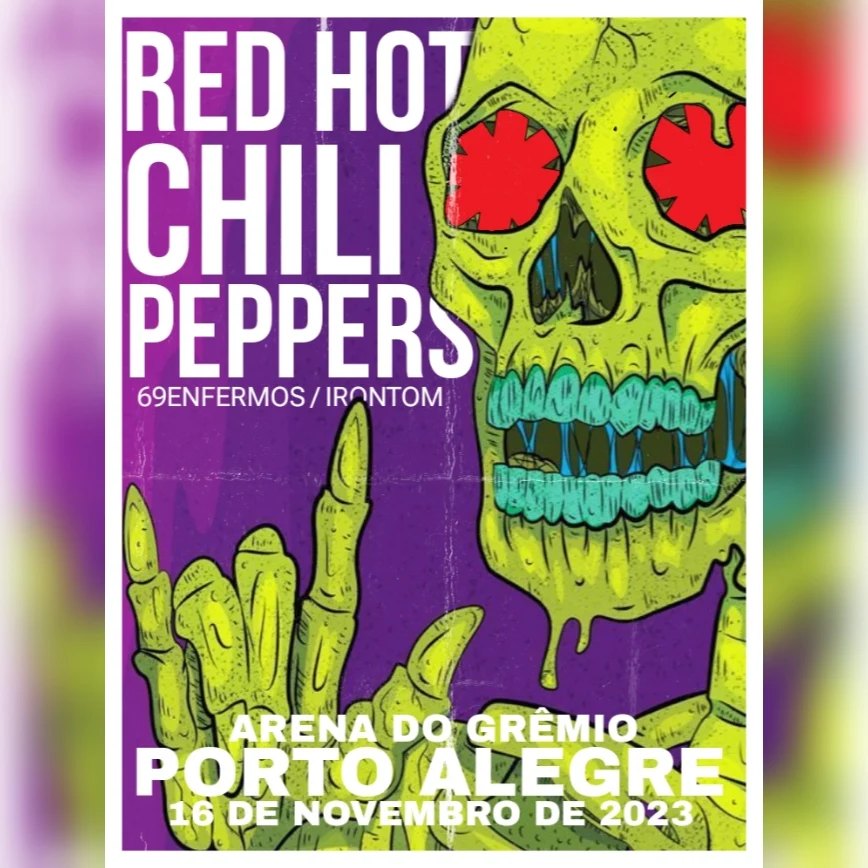 RED HOT
CHILI
PEPPERS
69ENFERMOS / IRONTOM
ARENA DO GRÊMIO
PORTO ALEGRE
16 DE NOVEMBRO DE 2023